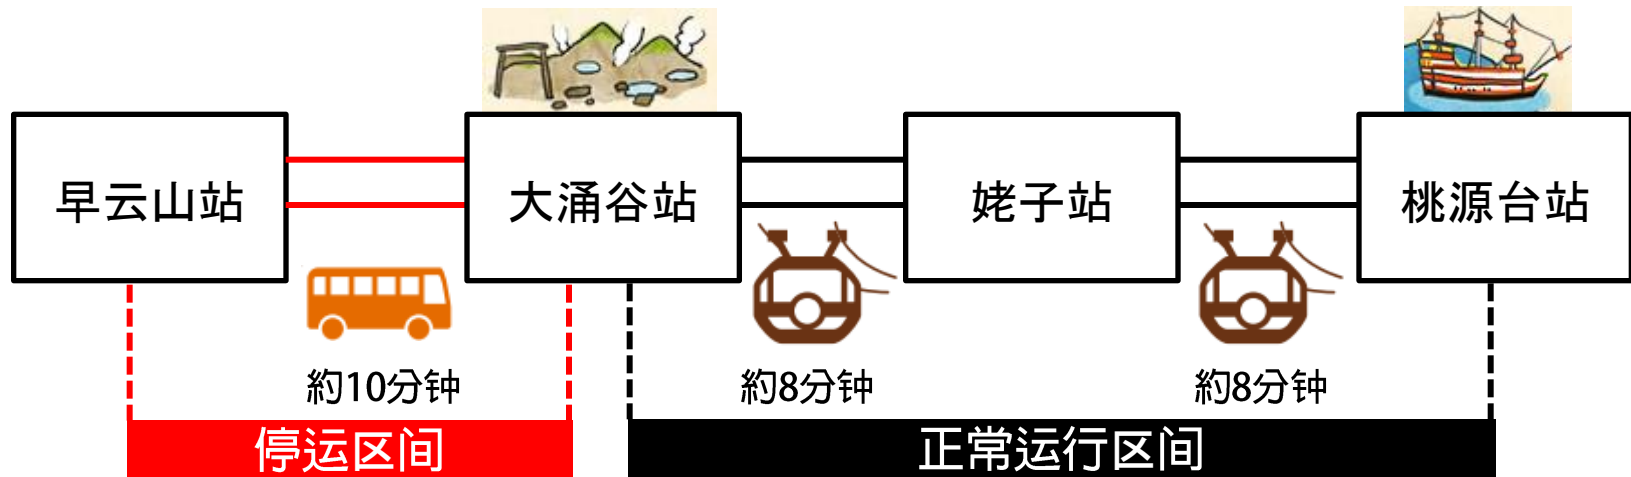 早云山站
大涌谷站
姥子站
桃源台站
約10分钟
約8分钟
約8分钟
停运区间
正常运行区间